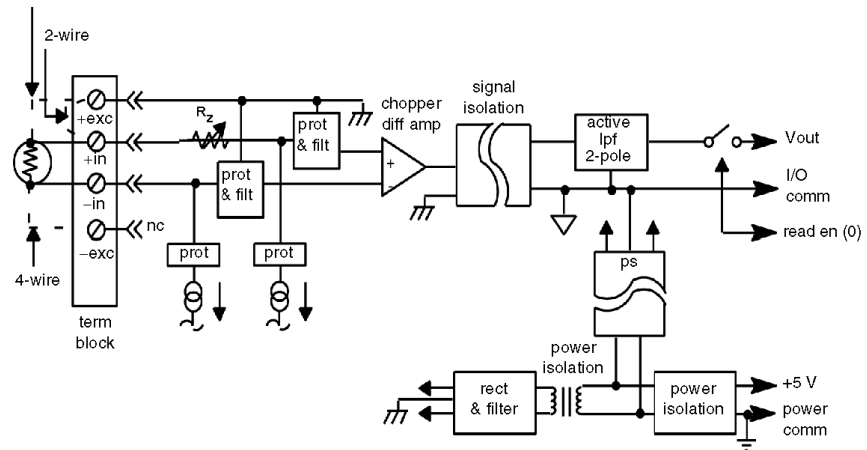 2-wire
+exc
+in
−in
−exc
nc
4-wire
term
block
Rz
prot
& filt
prot
& filt
prot
prot
chopper
diff amp
+
-
signal
isolation
active
lpf
2-pole
Vout
I/O
comm
read en (0)
ps
power
isolation
rect
& filter
power
isolation
+5 V
power
comm